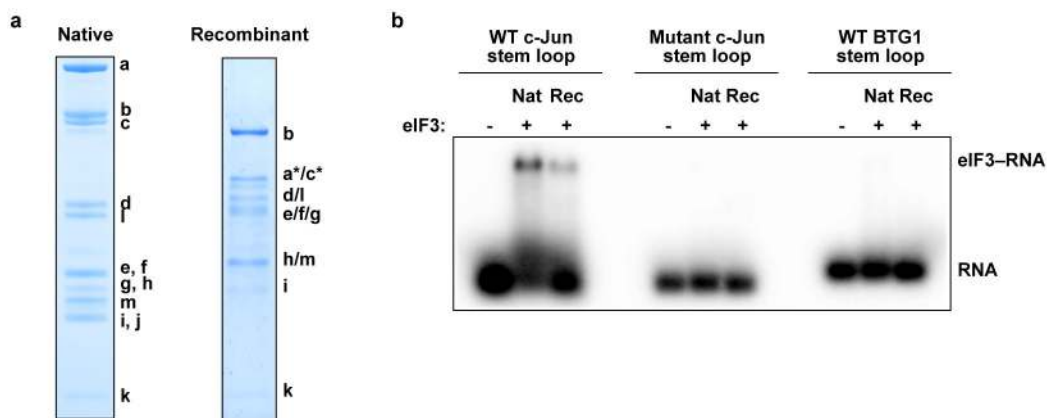 a
Native
Recombinant
a
b
c
d
l
e, f
g, h
m
i, j
k
b
a*/c*
d/l
e/f/g
h/m
i
k
b
WT c-Jun
stem loop
Mutant c-Jun
stem loop
WT BTG1
stem loop
Nat Rec
Nat Rec
Nat Rec
eIF3: - + + - + + - + +
eIF3–RNA
RNA